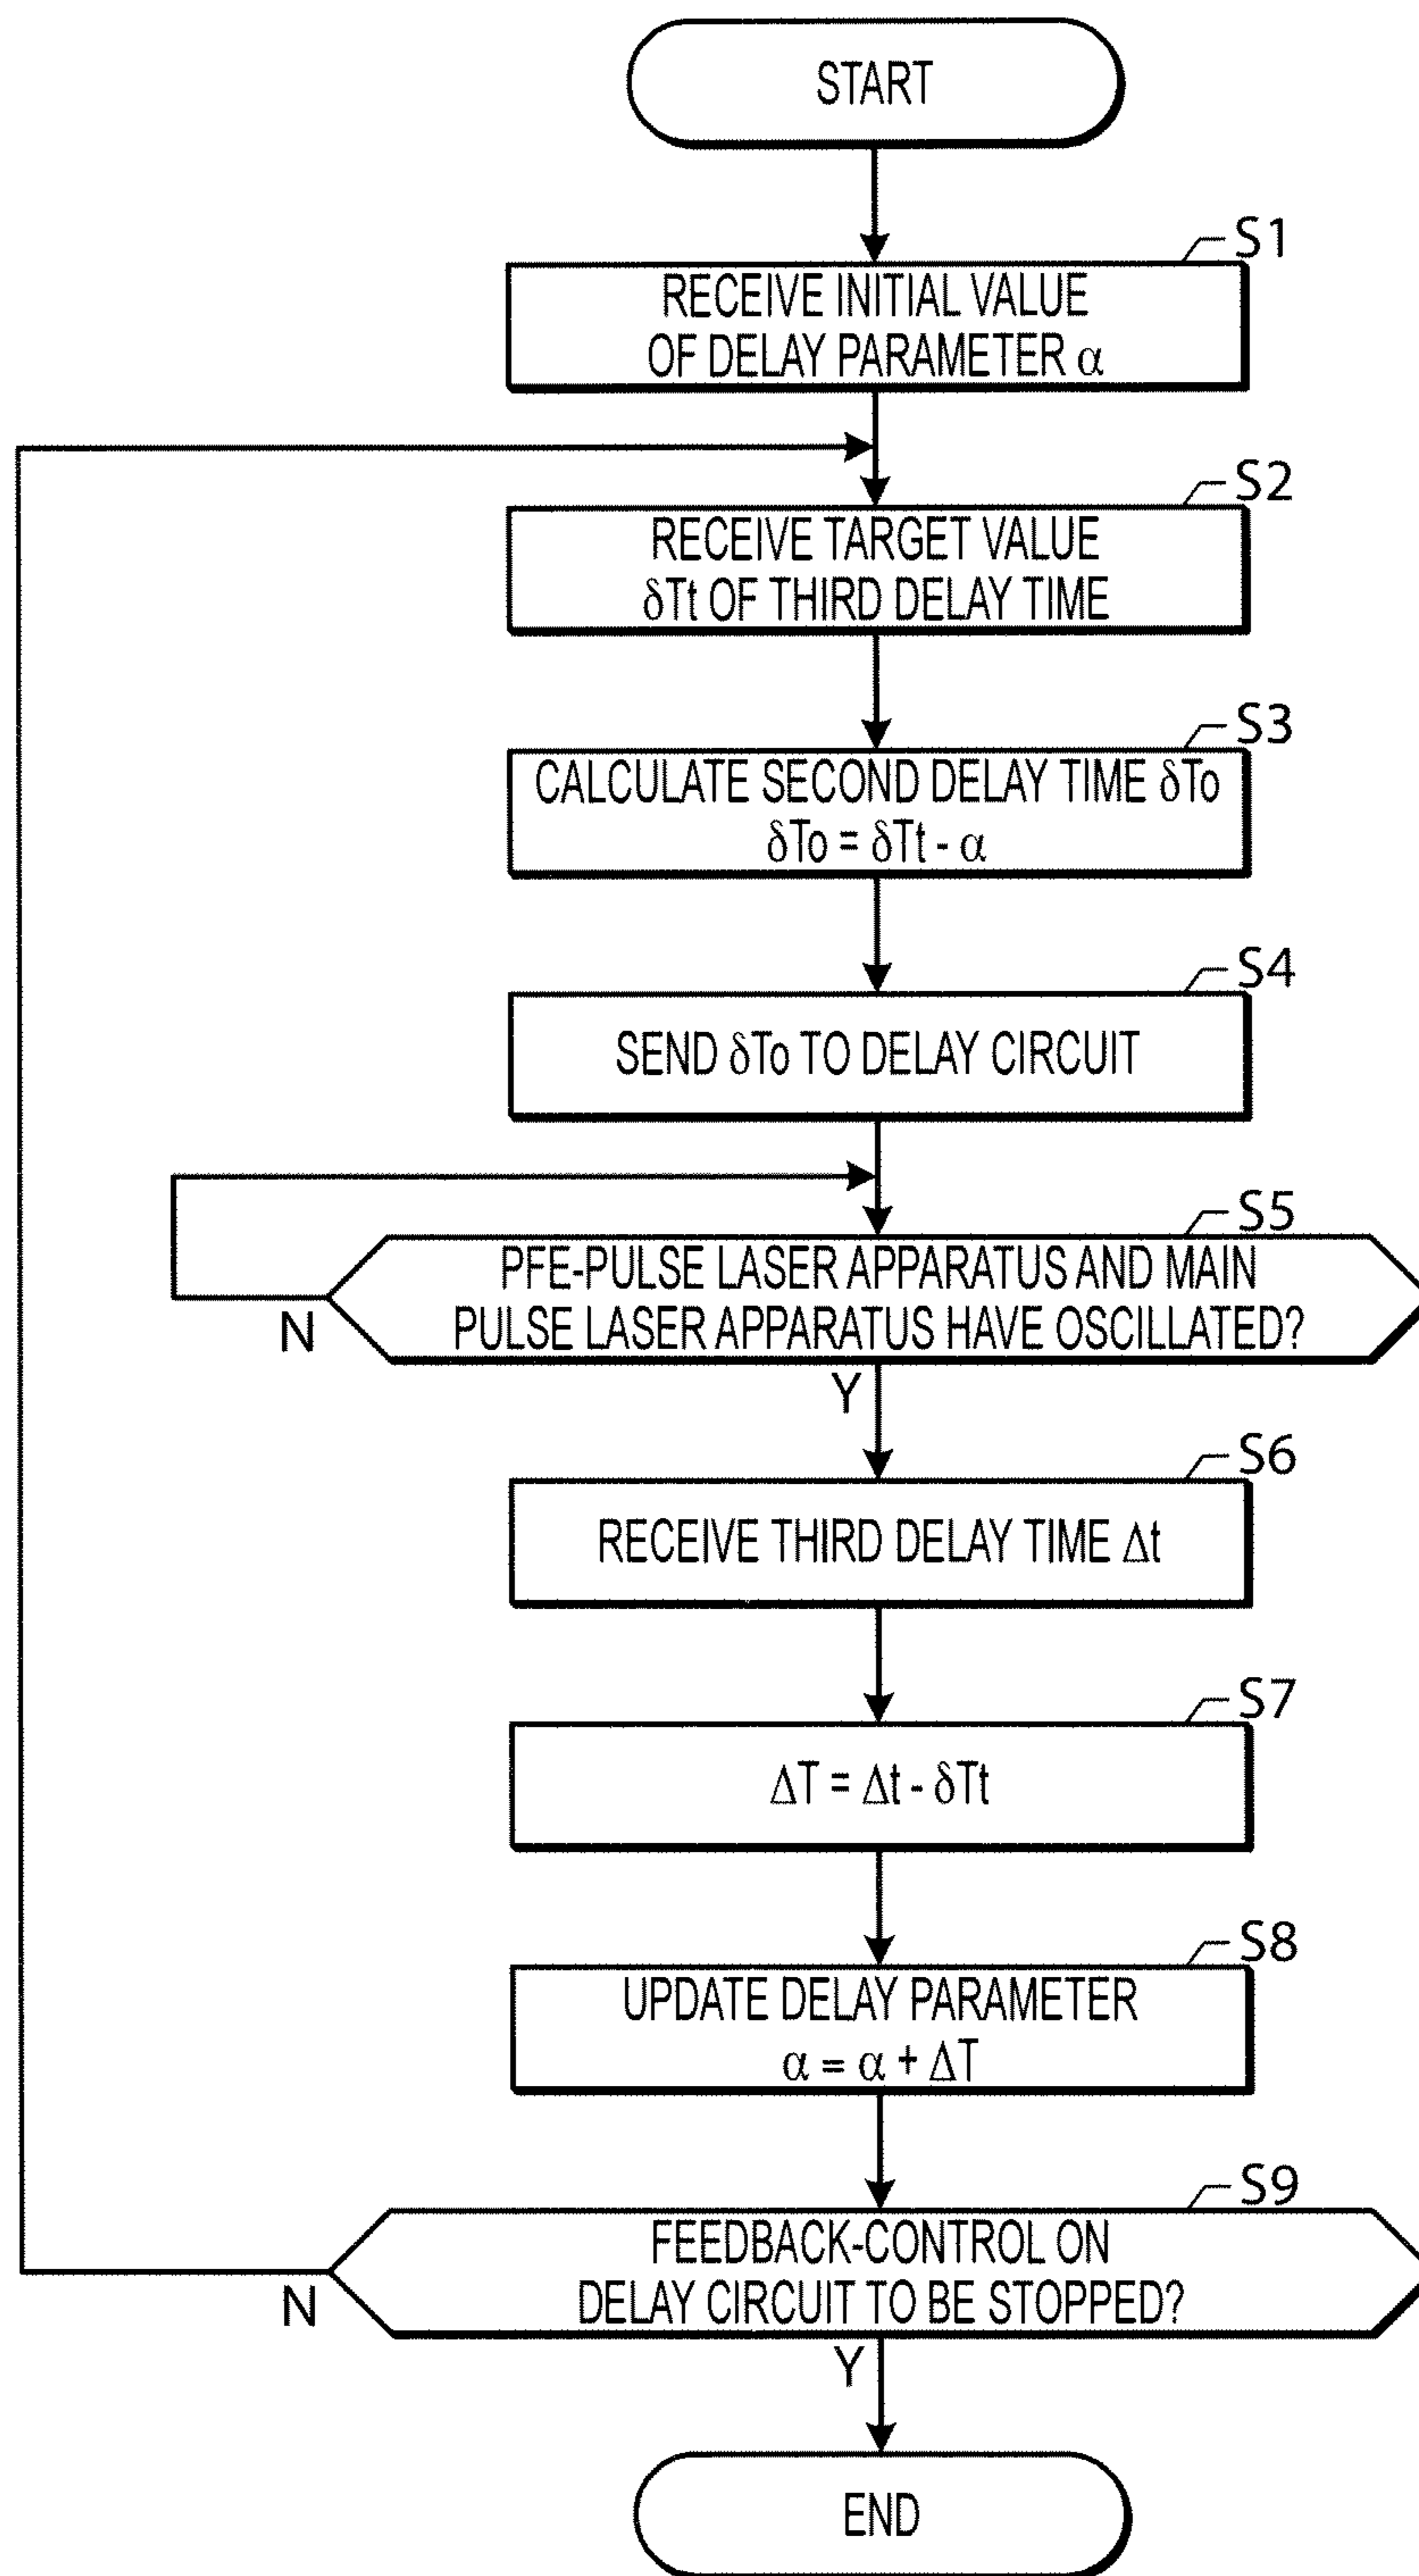 START
S1
RECEIVE INITIAL VALUE
OF DELAY PARAMETER α
S2
RECEIVE TARGET VALUE
δTt OF THIRD DELAY TIME
S3
CALCULATE SECOND DELAY TIME δTo
δTo = δTt - α
S4
SEND δTo TO DELAY CIRCUIT
S5
PFE-PULSE LASER APPARATUS AND MAIN
PULSE LASER APPARATUS HAVE OSCILLATED?
N
Y
S6
RECEIVE THIRD DELAY TIME Δt
S7
ΔT = Δt - δTt
S8
UPDATE DELAY PARAMETER
α = α + ΔT
S9
FEEDBACK-CONTROL ON
DELAY CIRCUIT TO BE STOPPED?
N
Y
END